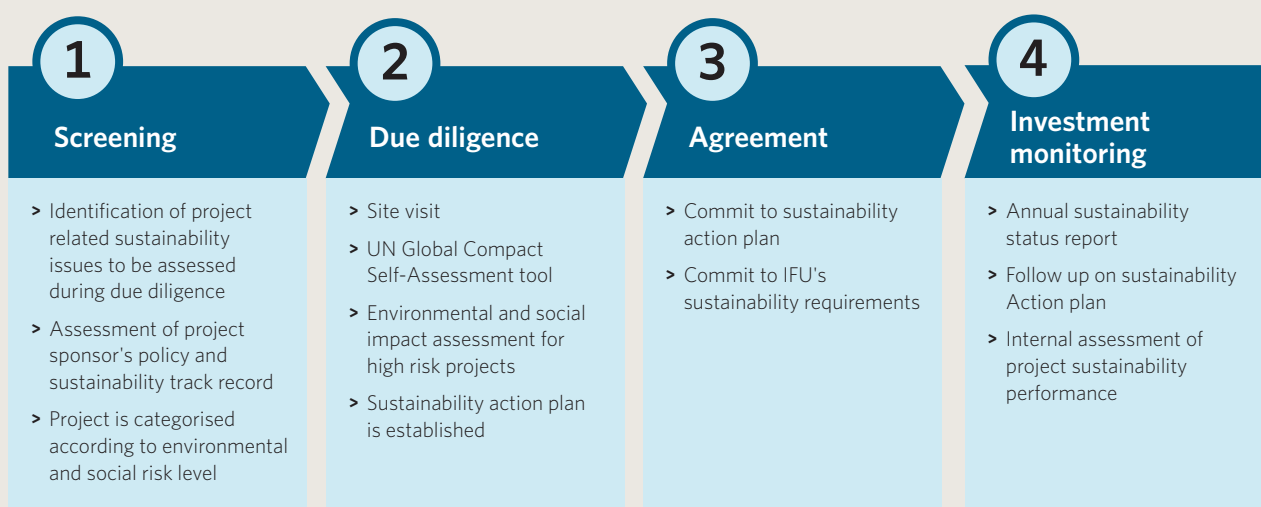 1
Screening
> Identification of project
related sustainability
issues to be assessed
during due diligence
> Assessment of project
sponsor's policy and
sustainability track record
> Project is categorised
according to environmental
and social risk level
2
Due diligence
> Site visit
> UN Global Compact
Self-Assessment tool
> Environmental and social
impact assessment for
high risk projects
> Sustainability action plan
is established
3
Agreement
> Commit to sustainability
action plan
> Commit to IFU's
sustainability requirements
4
Investment
monitoring
> Annual sustainability
status report
> Follow up on sustainability
Action plan
> Internal assessment of
project sustainability
performance